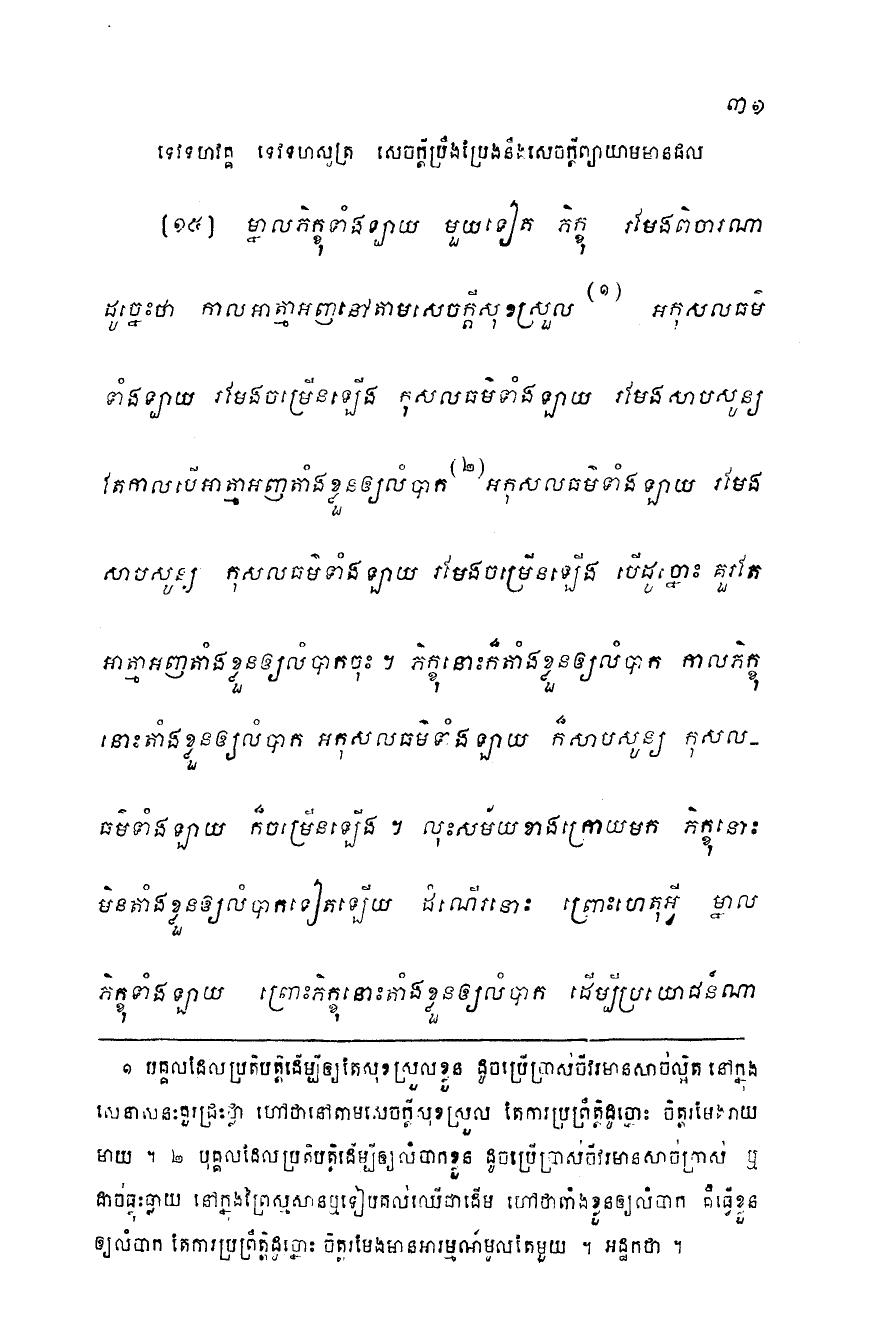 ៣១
ទេវទហវគ្គ ទេវទហសូត្រ សេចក្តីប្រឹងប្រែងនឹងសេចក្តីព្យាយាមមានផល
[១៥] ម្នាលភិក្ខុទាំងឡាយ មួយទៀត ភិក្ខុ រមែងពិចារណា
ដូច្នេះថា កាលអាត្មាអញនៅតាមសេចក្តីសុខស្រួល (១) អកុសលធម៌
ទាំងឡាយ រមែងចម្រើនឡើង កុសលធម៌ទាំងឡាយ រមែងសាបសូន្យ
តែកាលបើអាត្មាអញតាំងខ្លួនឲ្យលំបាក (២) អកុសលធម៌ទាំងឡាយ រមែង
សាបសូន្យ កុសលធម៌ទាំងឡាយ រមែងចម្រើនឡើង បើដូច្នោះ គួរតែ
អាត្មាអញតាំងខ្លួនឲ្យលំបាកចុះ ។ ភិក្ខុនោះក៏តាំងខ្លួនឲ្យលំបាក កាលភិក្ខុ
នោះតាំងខ្លួនឲ្យលំបាក អកុសលធម៌ទាំងឡាយ ក៏សាបសូន្យ កុសល-
ធម៌ទាំងឡាយ ក៏ចម្រើនឡើង ។ លុះសម័យខាងក្រោយមក ភិក្ខុនោះ
មិនតាំងខ្លួនឲ្យលំបាកទៀតឡើយ ដំណើរនោះ ព្រោះហេតុអ្វី ម្នាល
ភិក្ខុទាំងឡាយ ព្រោះភិក្ខុនោះតាំងខ្លួនឲ្យលំបាក ដើម្បីប្រយោជន៍ណា
១ បុគ្គលដែលប្រតិបត្តិដើម្បីឲ្យតែសុខស្រួលខ្លួន ដូចប្រើប្រាស់ចីវរមានសាច់ល្អិត នៅក្នុង
សេនាសនៈគួរជ្រះថ្លា ហៅថានៅតាមសេចក្តីសុខស្រួល តែការប្រព្រឹត្តិដូច្នោះ ចិត្តរមែងរាយ
មាយ ។ ២ បុគ្គលដែលប្រតិបត្តិដើម្បីឲ្យលំបាកខ្លួន ដូចប្រើប្រាស់ចីវរមានសាច់គ្រាស់ ឬ
ដាច់ធ្លុះធ្លាយ នៅក្នុងព្រៃស្មសានឬទៀបគល់ឈើជាដើម ហៅថាតាំងខ្លួនឲ្យលំបាក គឺធ្វើខ្លួន
ឲ្យលំបាក តែការប្រព្រឹត្តិដូច្នោះ ចិត្តរមែងមានអារម្មណ៍មូលតែមួយ ។ អដ្ឋកថា ។